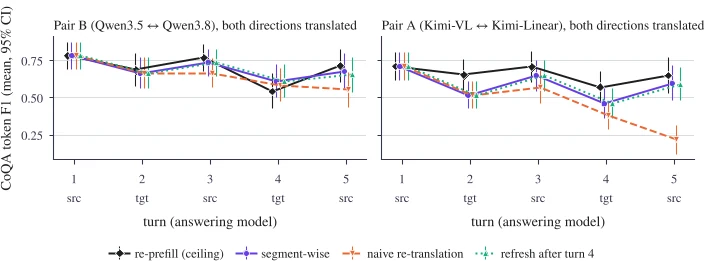 Pair B (Qwen3.5 ↔ Qwen3.8), both directions translated
Pair A (Kimi-VL ↔ Kimi-Linear), both directions translated
CoQA token F1 (mean, 95% CI)
0.75
0.50
0.25
1 2 3 4 5
src tgt src tgt src
turn (answering model)
1 2 3 4 5
src tgt src tgt src
turn (answering model)
re-prefill (ceiling) segment-wise naive re-translation refresh after turn 4